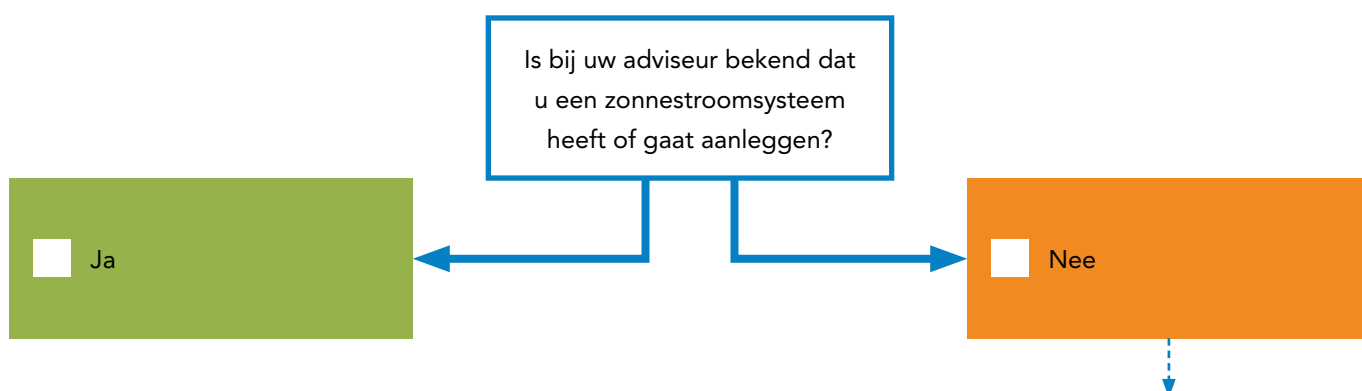 Is bij uw adviseur bekend dat
u een zonnestroomsysteem
heeft of gaat aanleggen?
Ja
Nee